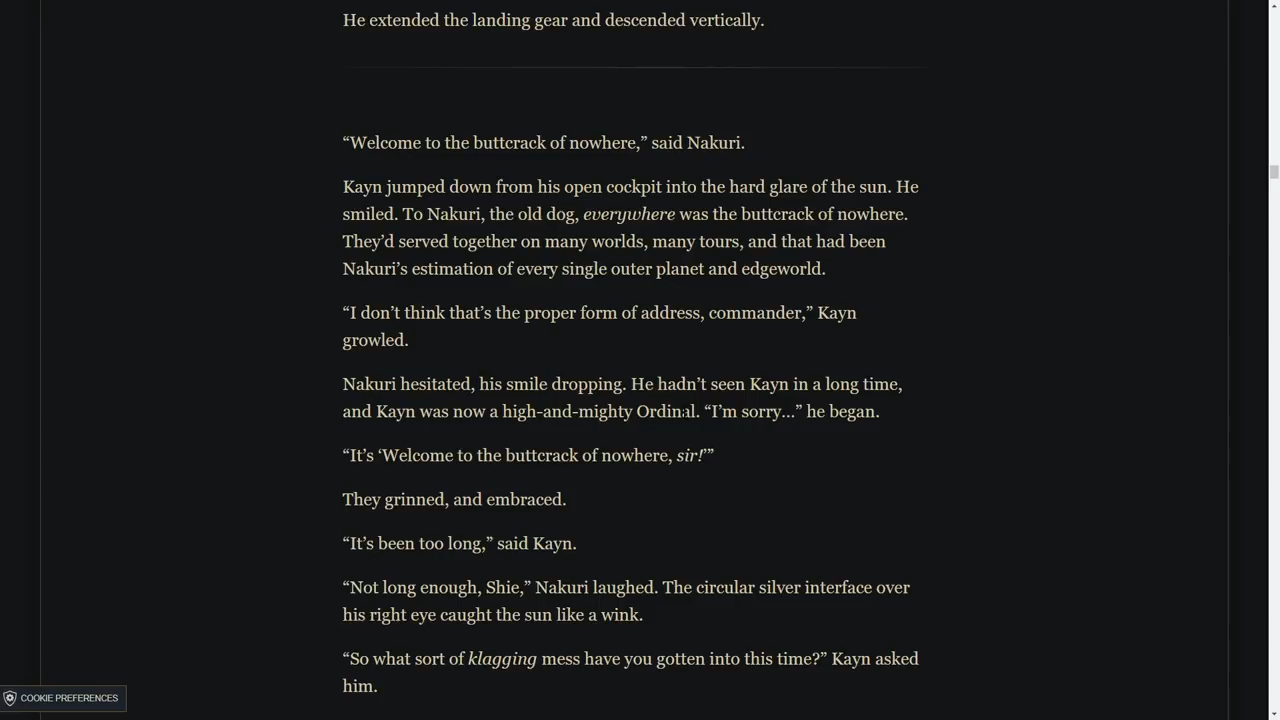 He extended the landing gear and descended vertically.
“Welcome to the buttcrack of nowhere,” said Nakuri.
Kayn jumped down from his open cockpit into the hard glare of the sun. He
smiled. To Nakuri, the old dog, everywhere was the buttcrack of nowhere.
They’d served together on many worlds, many tours, and that had been
Nakuri’s estimation of every single outer planet and edgeworld.
“I don’t think that’s the proper form of address, commander,” Kayn
growled.
Nakuri hesitated, his smile dropping. He hadn’t seen Kayn in a long time,
and Kayn was now a high-and-mighty Ordinal. “I’m sorry…” he began.
“It’s ‘Welcome to the buttcrack of nowhere, sir!’”
They grinned, and embraced.
“It’s been too long,” said Kayn.
“Not long enough, Shie,” Nakuri laughed. The circular silver interface over
his right eye caught the sun like a wink.
“So what sort of klagging mess have you gotten into this time?” Kayn asked
him.
COOKIE PREFERENCES